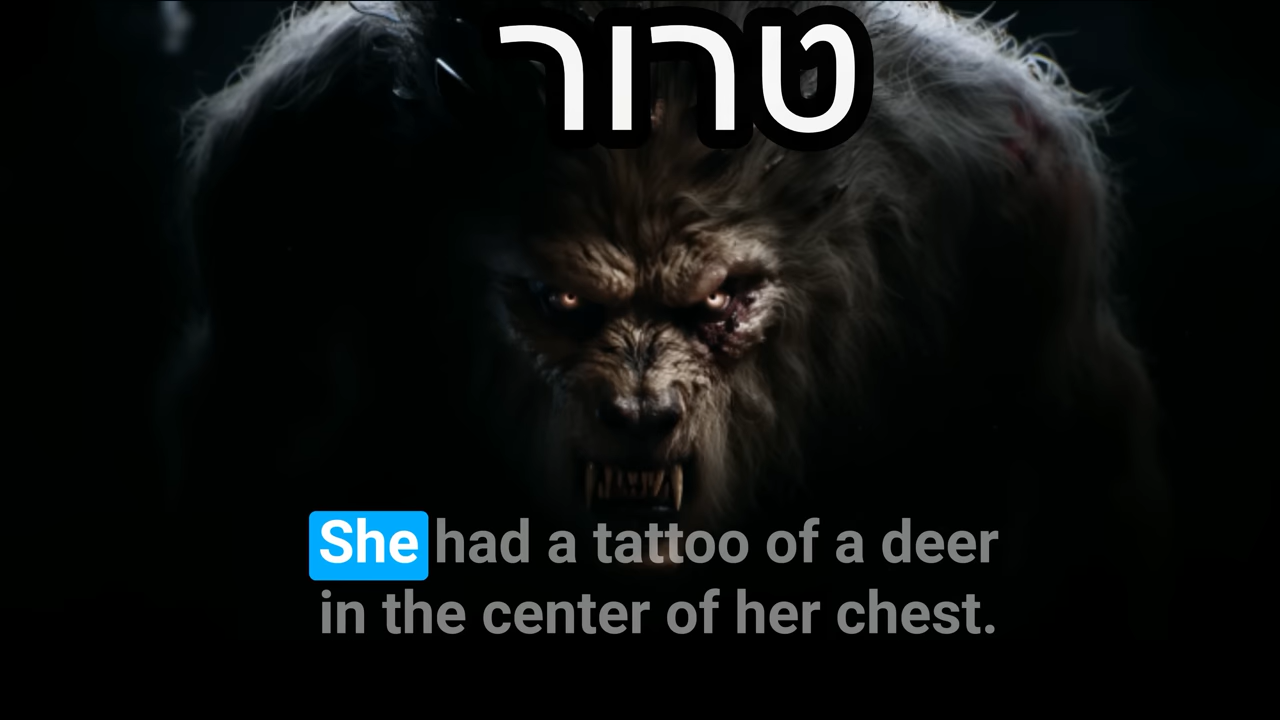 טרור
She had a tattoo of a deer
in the center of her chest.